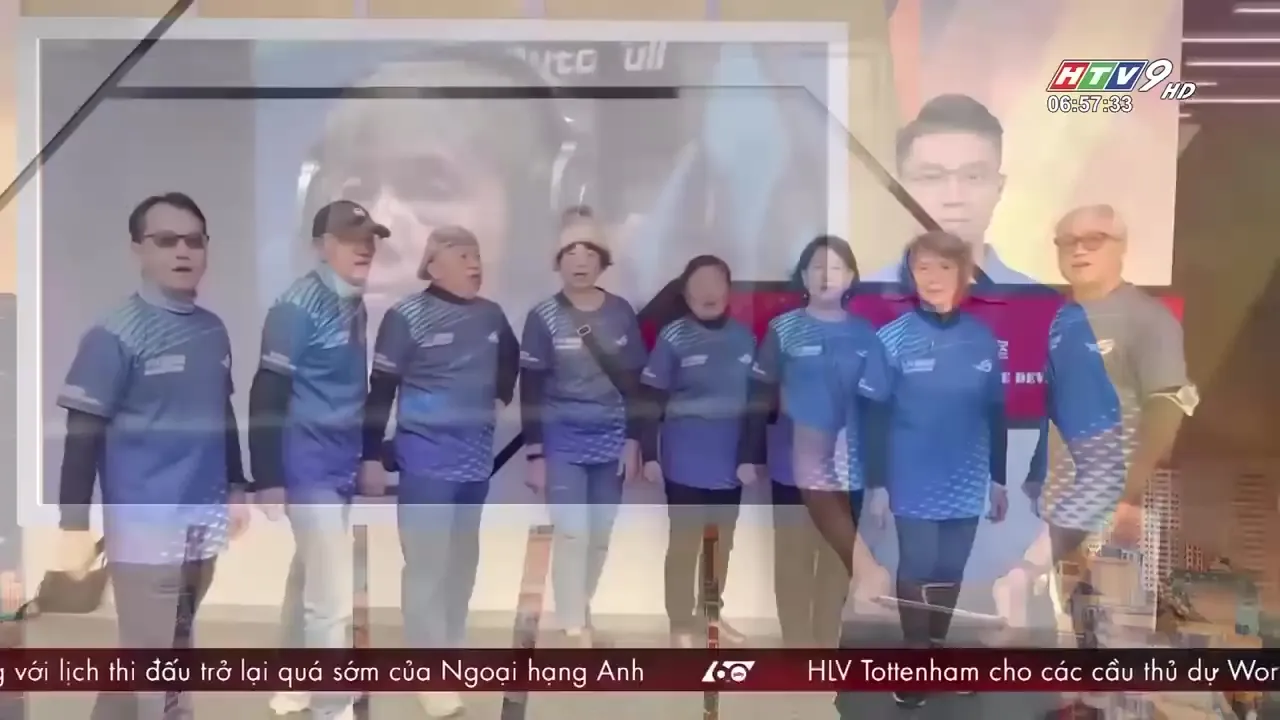 HTV9 HD
06:57:33
g với lịch thi đấu trở lại quá sớm của Ngoại hạng Anh
60
HLV Tottenham cho các cầu thủ dự Wor